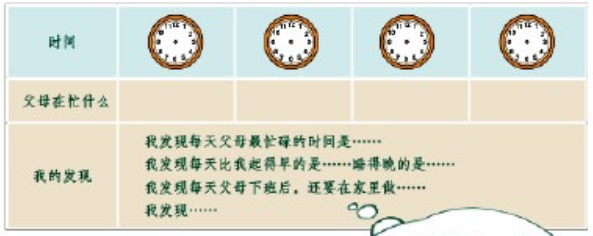 时间
父母在忙什么
我的发现
我发现每天父母最忙碌的时间是……
我发现每天比我起得早的是……睡得晚的是……
我发现每天父母下班后，还要在家里做……
我发现……